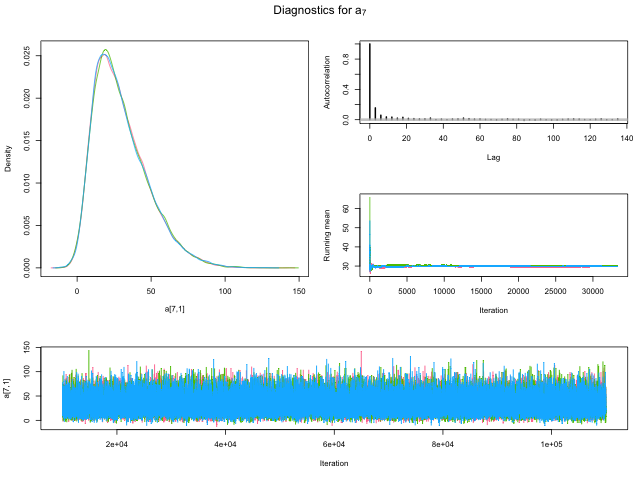 Diagnostics for a₇
Density
0.000 0.005 0.010 0.015 0.020 0.025
0 50 100 150
a[7,1]
Autocorrelation
0.0 0.4 0.8
0 20 40 60 80 100 120 140
Lag
Running mean
30 40 50 60
0 5000 10000 15000 20000 25000 30000
Iteration
a[7,1]
0 50 100 150
2e+04 4e+04 6e+04 8e+04 1e+05
Iteration